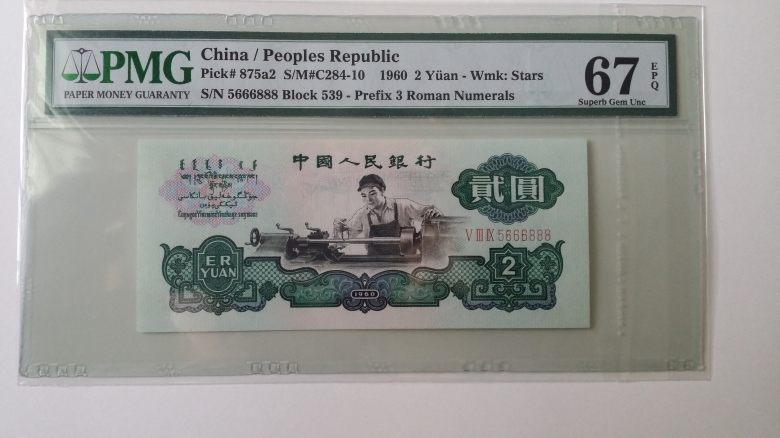 PMG
PAPER MONEY GUARANTY
China / Peoples Republic
Pick# 875a2 S/M#C284-10 1960 2 Yüan - Wmk: Stars
S/N 5666888 Block 539 - Prefix 3 Roman Numerals
67
EPQ
Superb Gem Unc
中國人民銀行
貳圓
V III IX 5666888
ER
YUAN
2
1960